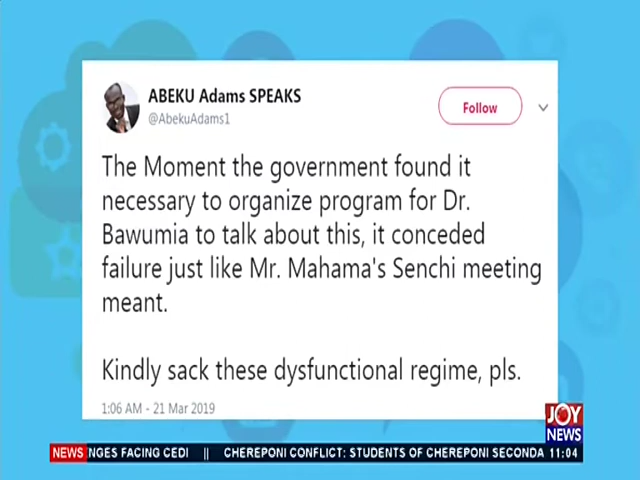 ABEKU Adams SPEAKS
@AbekuAdams1
Follow
The Moment the government found it
necessary to organize program for Dr.
Bawumia to talk about this, it conceded
failure just like Mr. Mahama's Senchi meeting
meant.
Kindly sack these dysfunctional regime, pls.
1:06 AM - 21 Mar 2019
JOY
NEWS
NEWS NGES FACING CEDI || CHEREPONI CONFLICT: STUDENTS OF CHEREPONI SECONDA 11:04